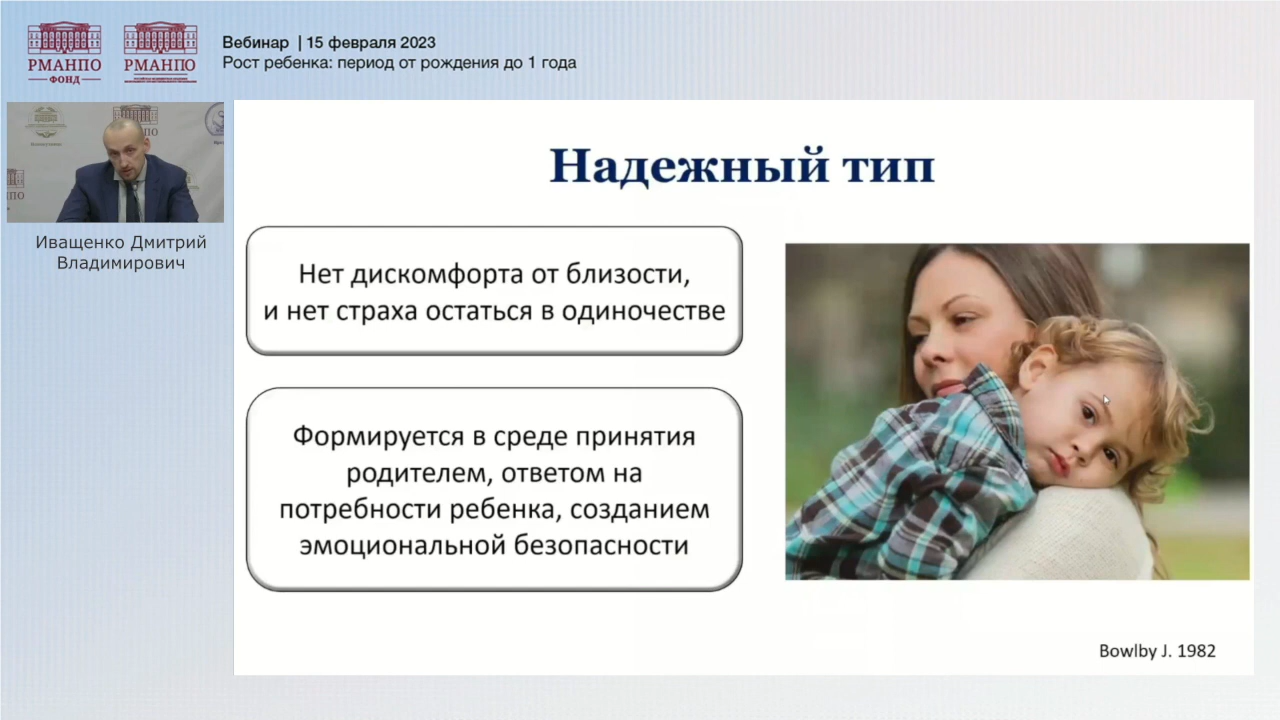 РМАНПО
ФОНД
РМАНПО
Вебинар | 15 февраля 2023
Рост ребенка: период от рождения до 1 года
Иващенко Дмитрий
Владимирович
Надежный тип
Нет дискомфорта от близости,
и нет страха остаться в одиночестве
Формируется в среде принятия
родителем, ответом на
потребности ребенка, созданием
эмоциональной безопасности
Bowlby J. 1982